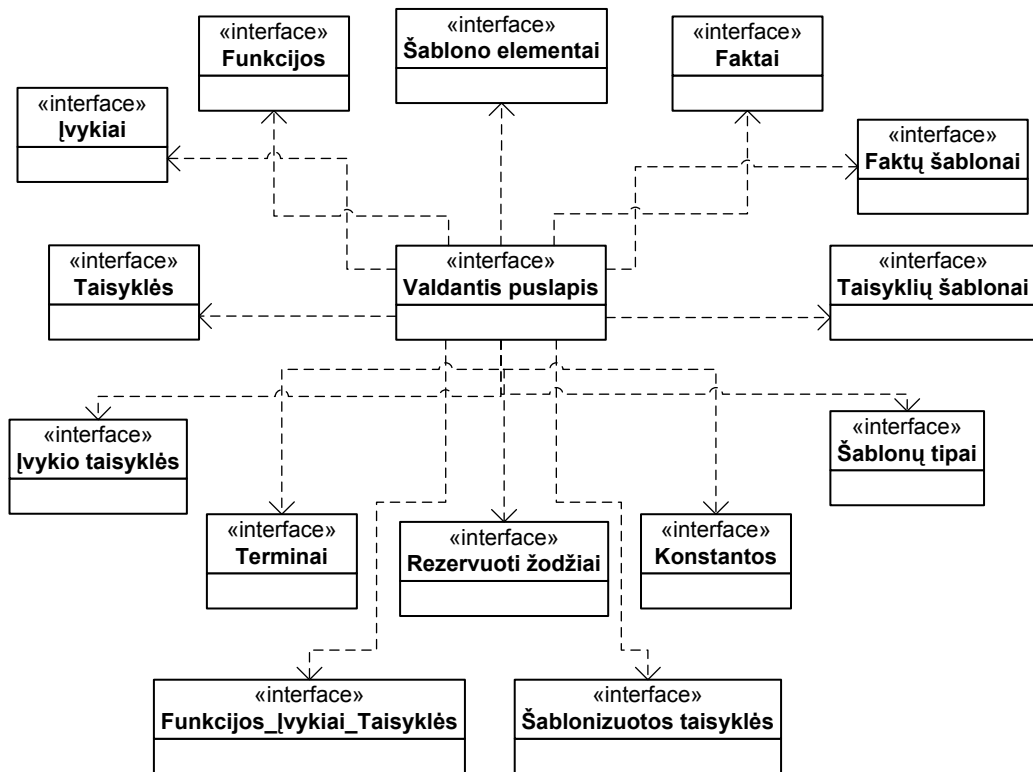 «interface»
Funkcijos
«interface»
Šablono elementai
«interface»
Faktai
«interface»
Įvykiai
«interface»
Faktų šablonai
«interface»
Taisyklės
«interface»
Valdantis puslapis
«interface»
Taisyklių šablonai
«interface»
Įvykio taisyklės
«interface»
Šablonų tipai
«interface»
Terminai
«interface»
Rezervuoti žodžiai
«interface»
Konstantos
«interface»
Funkcijos_Įvykiai_Taisyklės
«interface»
Šablonizuotos taisyklės